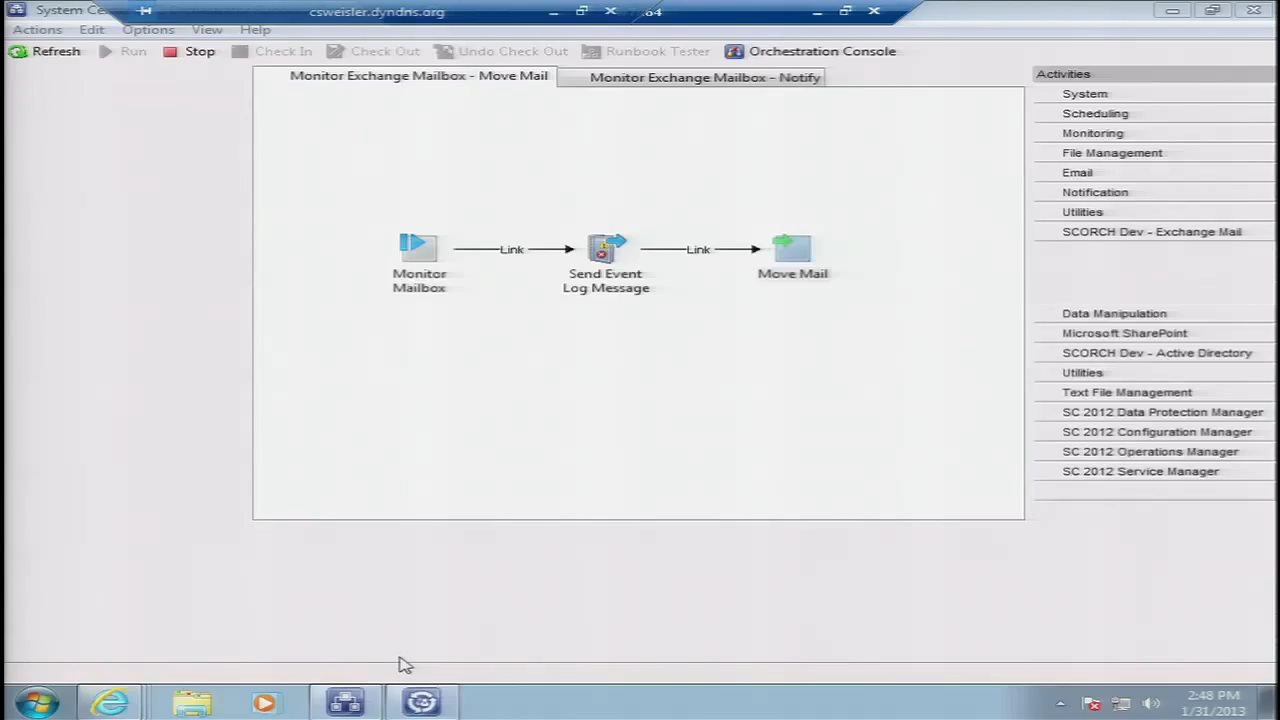 System Ce
csweisler.dyndns.org
Actions Edit Options View Help
Refresh Run Stop Check In Check Out Undo Check Out Runbook Tester Orchestration Console
Monitor Exchange Mailbox - Move Mail
Monitor Exchange Mailbox - Notify
Activities
System
Scheduling
Monitoring
File Management
Email
Notification
Utilities
SCORCH Dev - Exchange Mail
Data Manipulation
Microsoft SharePoint
SCORCH Dev - Active Directory
Utilities
Text File Management
SC 2012 Data Protection Manager
SC 2012 Configuration Manager
SC 2012 Operations Manager
SC 2012 Service Manager
Link
Link
Monitor
Mailbox
Send Event
Log Message
Move Mail
2:48 PM
1/31/2013